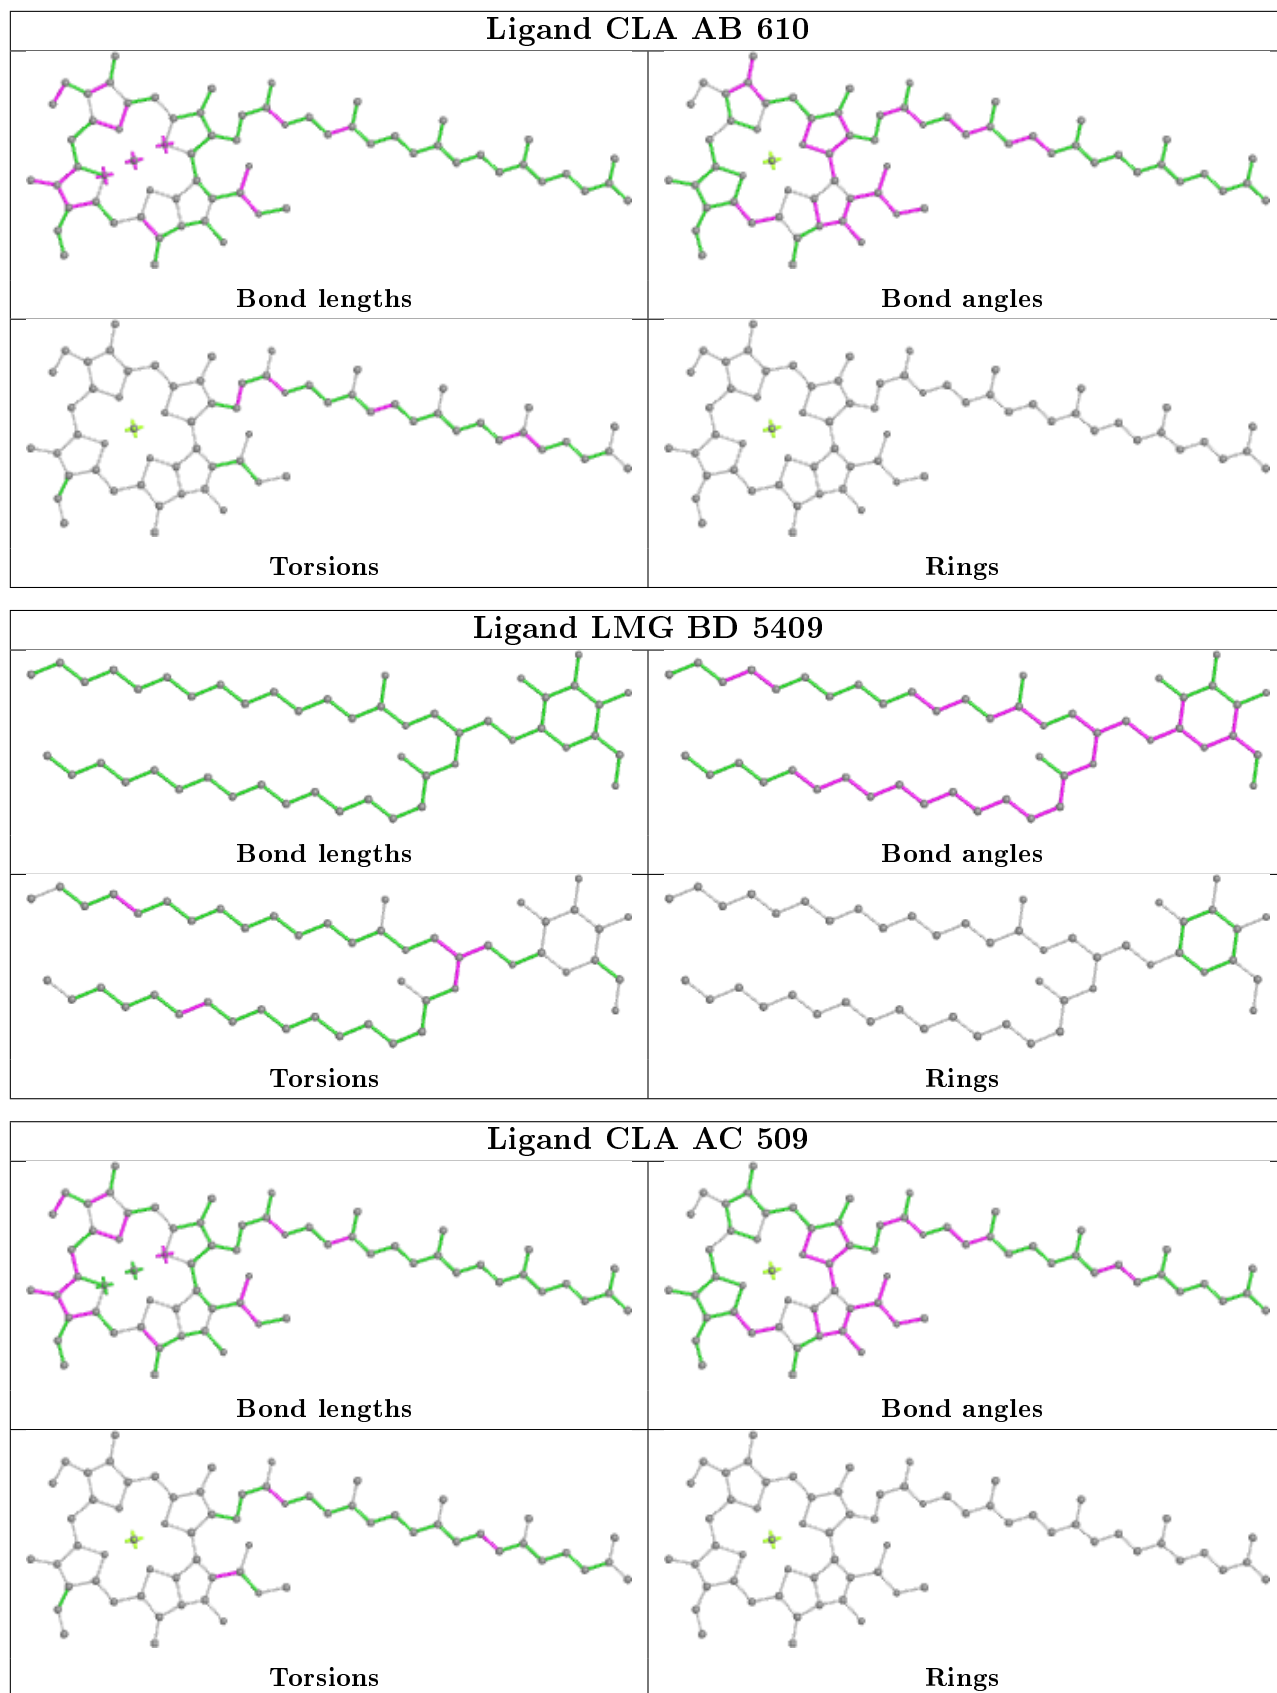 Ligand CLA AB 610
Bond lengths
Bond angles
Torsions
Rings
Ligand LMG BD 5409
Bond lengths
Bond angles
Torsions
Rings
Ligand CLA AC 509
Bond lengths
Bond angles
Torsions
Rings